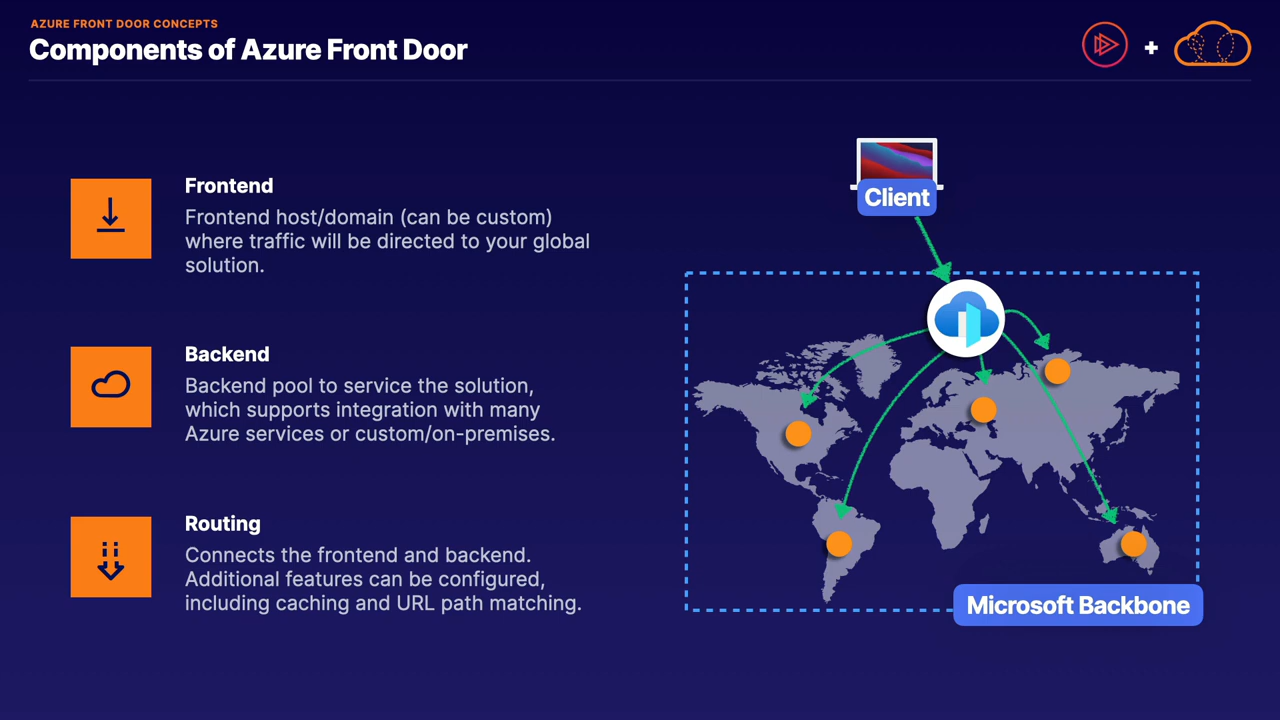 AZURE FRONT DOOR CONCEPTS
Components of Azure Front Door
Frontend
Frontend host/domain (can be custom)
where traffic will be directed to your global
solution.
Backend
Backend pool to service the solution,
which supports integration with many
Azure services or custom/on-premises.
Routing
Connects the frontend and backend.
Additional features can be configured,
including caching and URL path matching.
+
Client
Microsoft Backbone